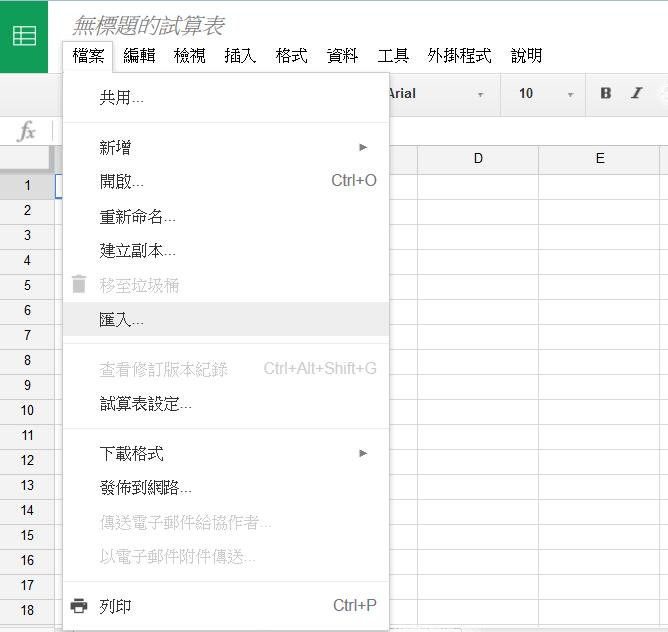 無標題的試算表
檔案 編輯 檢視 插入 格式 資料 工具 外掛程式 說明
Arial 10 B I
fx
D E
共用...
新增
開啟... Ctrl+O
重新命名...
建立副本...
移至垃圾桶
匯入...
查看修訂版本紀錄 Ctrl+Alt+Shift+G
試算表設定...
下載格式
發佈到網路...
傳送電子郵件給協作者...
以電子郵件附件傳送...
列印 Ctrl+P
1
2
3
4
5
6
7
8
9
10
11
12
13
14
15
16
17
18